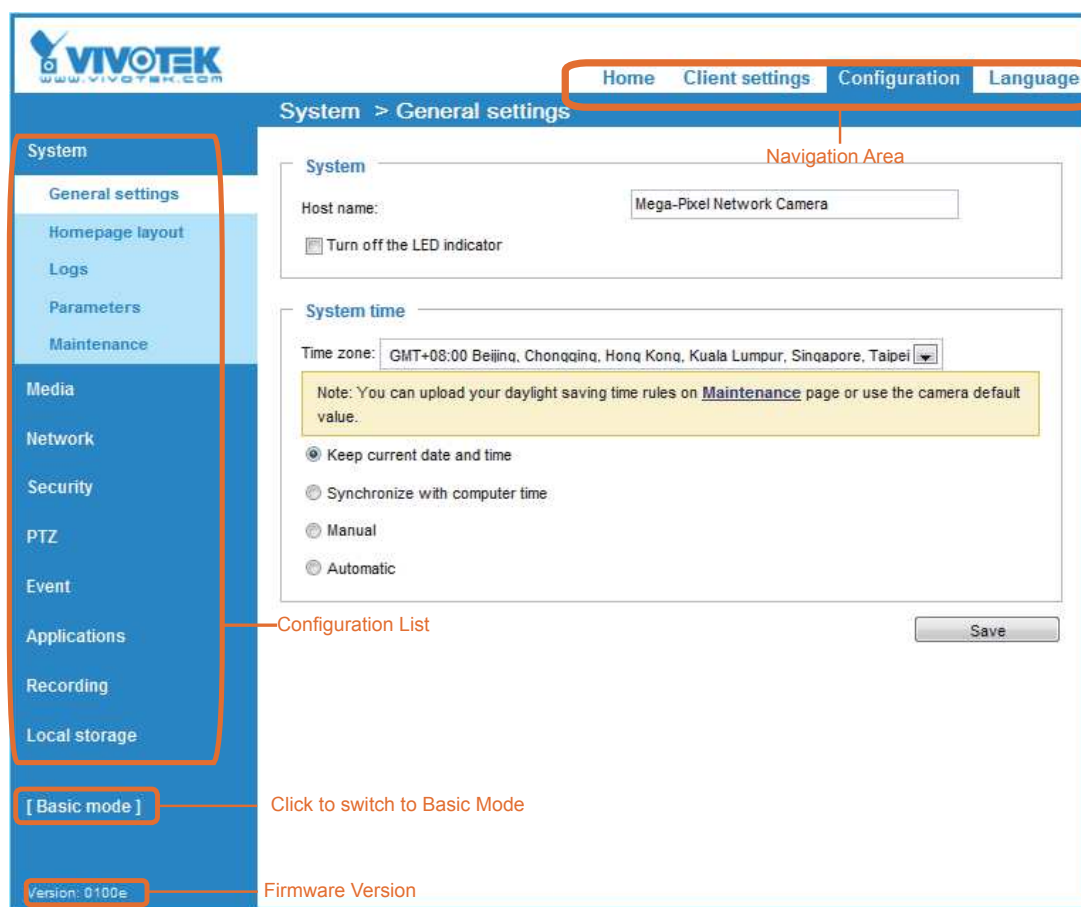 VIVOTEK
www.vivotek.com
Home Client settings Configuration Language
System > General settings
Navigation Area
System
General settings
Homepage layout
Logs
Parameters
Maintenance
Media
Network
Security
PTZ
Event
Applications
Recording
Local storage
[ Basic mode ]
Version: 0100e
System
Host name: Mega-Pixel Network Camera
Turn off the LED indicator
System time
Time zone: GMT+08:00 Beijing, Chongqing, Hong Kong, Kuala Lumpur, Singapore, Taipei
Note: You can upload your daylight saving time rules on Maintenance page or use the camera default
value.
Keep current date and time
Synchronize with computer time
Manual
Automatic
Save
Configuration List
Click to switch to Basic Mode
Firmware Version